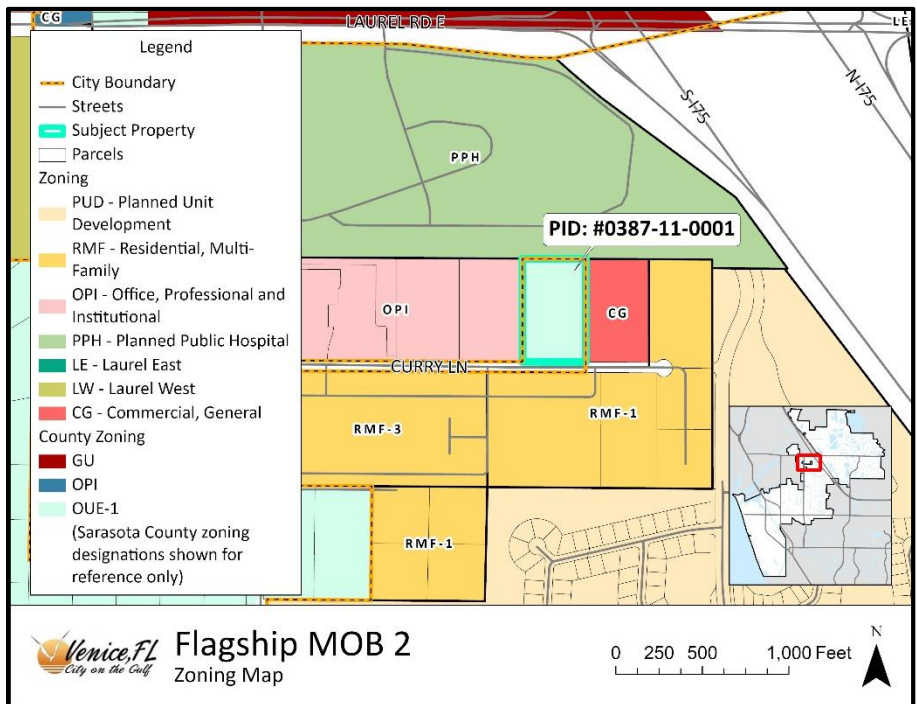 CG
LAUREL RD E
LE
Legend
City Boundary
Streets
Subject Property
Parcels
Zoning
PUD - Planned Unit
Development
RMF - Residential, Multi-
Family
OPI - Office, Professional and
Institutional
PPH - Planned Public Hospital
LE - Laurel East
LW - Laurel West
CG - Commercial, General
County Zoning
GU
OPI
OUE-1
(Sarasota County zoning
designations shown for
reference only)
S I75
N I75
PPH
PID: #0387-11-0001
OPI
CG
CURRY LN
RMF-3
RMF-1
RMF-1
Venice, FL
City on the Gulf
Flagship MOB 2
Zoning Map
0 250 500 1,000 Feet
N